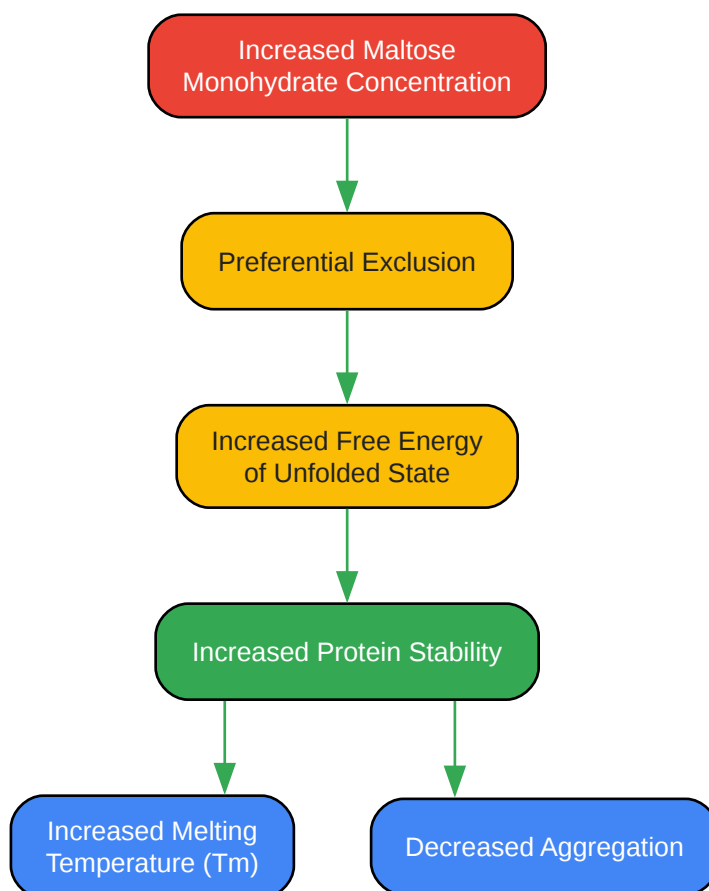 Increased Maltose
Monohydrate Concentration
Preferential Exclusion
Increased Free Energy
of Unfolded State
Increased Protein Stability
Increased Melting
Temperature (Tm)
Decreased Aggregation